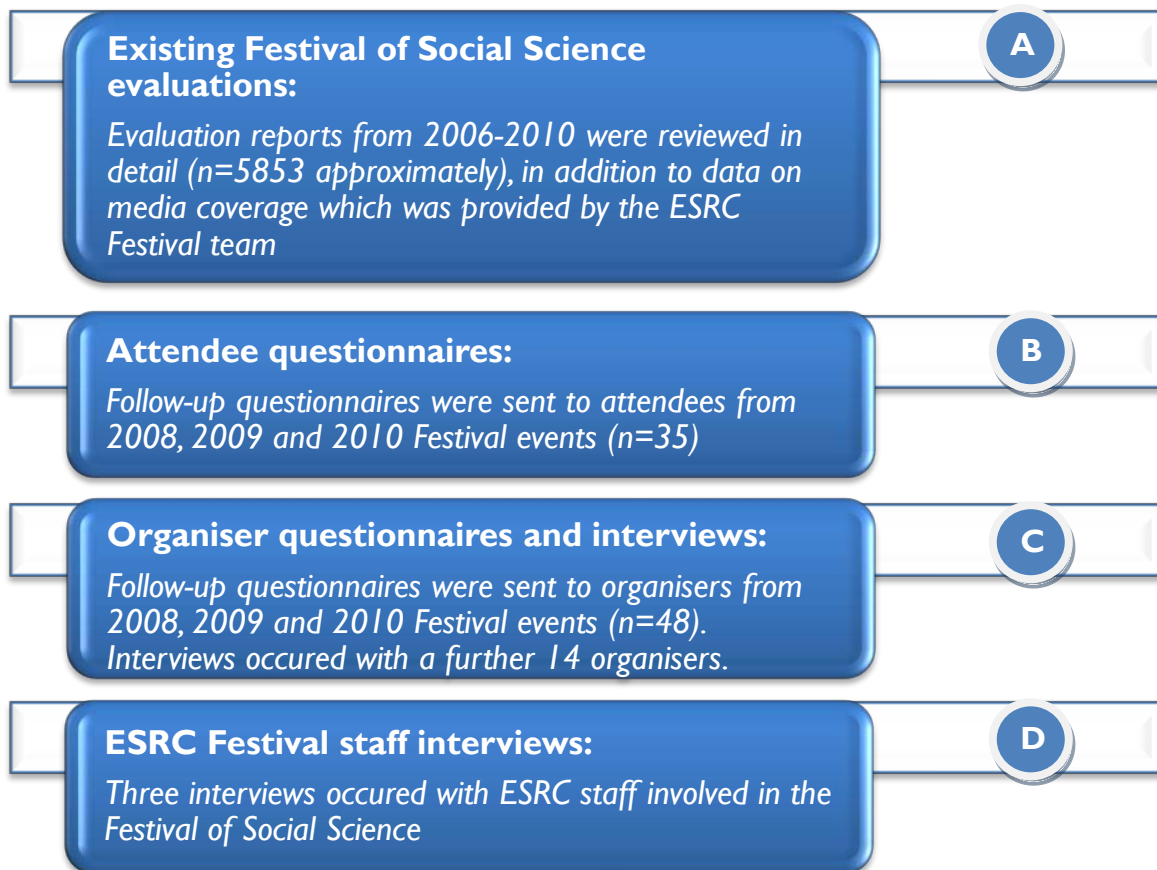 Existing Festival of Social Science
evaluations:
A
Evaluation reports from 2006-2010 were reviewed in
detail (n=5853 approximately), in addition to data on
media coverage which was provided by the ESRC
Festival team
Attendee questionnaires:
B
Follow-up questionnaires were sent to attendees from
2008, 2009 and 2010 Festival events (n=35)
Organiser questionnaires and interviews:
C
Follow-up questionnaires were sent to organisers from
2008, 2009 and 2010 Festival events (n=48).
Interviews occured with a further 14 organisers.
ESRC Festival staff interviews:
D
Three interviews occured with ESRC staff involved in the
Festival of Social Science